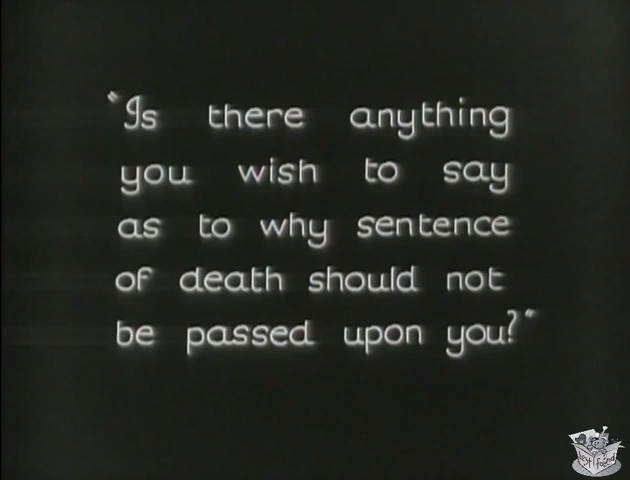 "Is there anything
you wish to say
as to why sentence
of death should not
be passed upon you?"